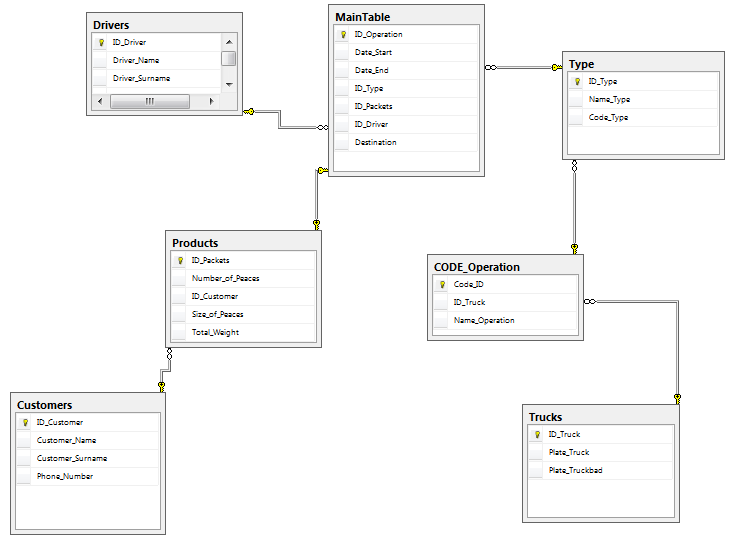 Drivers
ID_Driver
Driver_Name
Driver_Surname
MainTable
ID_Operation
Date_Start
Date_End
ID_Type
ID_Packets
ID_Driver
Destination
Type
ID_Type
Name_Type
Code_Type
Products
ID_Packets
Number_of_Peaces
ID_Customer
Size_of_Peaces
Total_Weight
CODE_Operation
Code_ID
ID_Truck
Name_Operation
Customers
ID_Customer
Customer_Name
Customer_Surname
Phone_Number
Trucks
ID_Truck
Plate_Truck
Plate_Truckbad